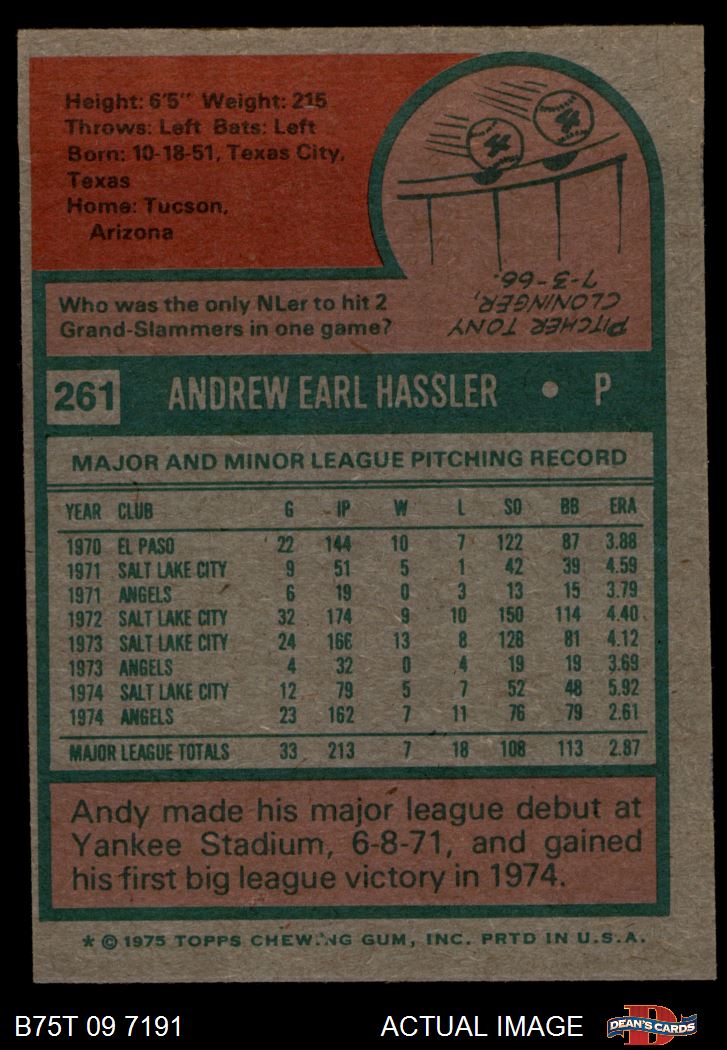 Height: 6'5" Weight: 215
Throws: Left Bats: Left
Born: 10-18-51, Texas City,
Texas
Home: Tucson,
Arizona
Who was the only NLer to hit 2
Grand-Slammers in one game?
PITCHER TONY
CLONINGER,
7-3-66.
261 ANDREW EARL HASSLER • P
MAJOR AND MINOR LEAGUE PITCHING RECORD
YEAR CLUB G IP W L SO BB ERA
1970 EL PASO 22 144 10 7 122 87 3.88
1971 SALT LAKE CITY 9 51 5 1 42 39 4.59
1971 ANGELS 6 19 0 3 13 15 3.79
1972 SALT LAKE CITY 32 174 9 10 150 114 4.40
1973 SALT LAKE CITY 24 166 13 8 128 81 4.12
1973 ANGELS 4 32 0 4 19 19 3.69
1974 SALT LAKE CITY 12 79 5 7 52 48 5.92
1974 ANGELS 23 162 7 11 76 79 2.61
MAJOR LEAGUE TOTALS 33 213 7 18 108 113 2.87
Andy made his major league debut at
Yankee Stadium, 6-8-71, and gained
his first big league victory in 1974.
* © 1975 TOPPS CHEWING GUM, INC. PRTD IN U.S.A.
B75T 09 7191 ACTUAL IMAGE DEAN'S CARDS